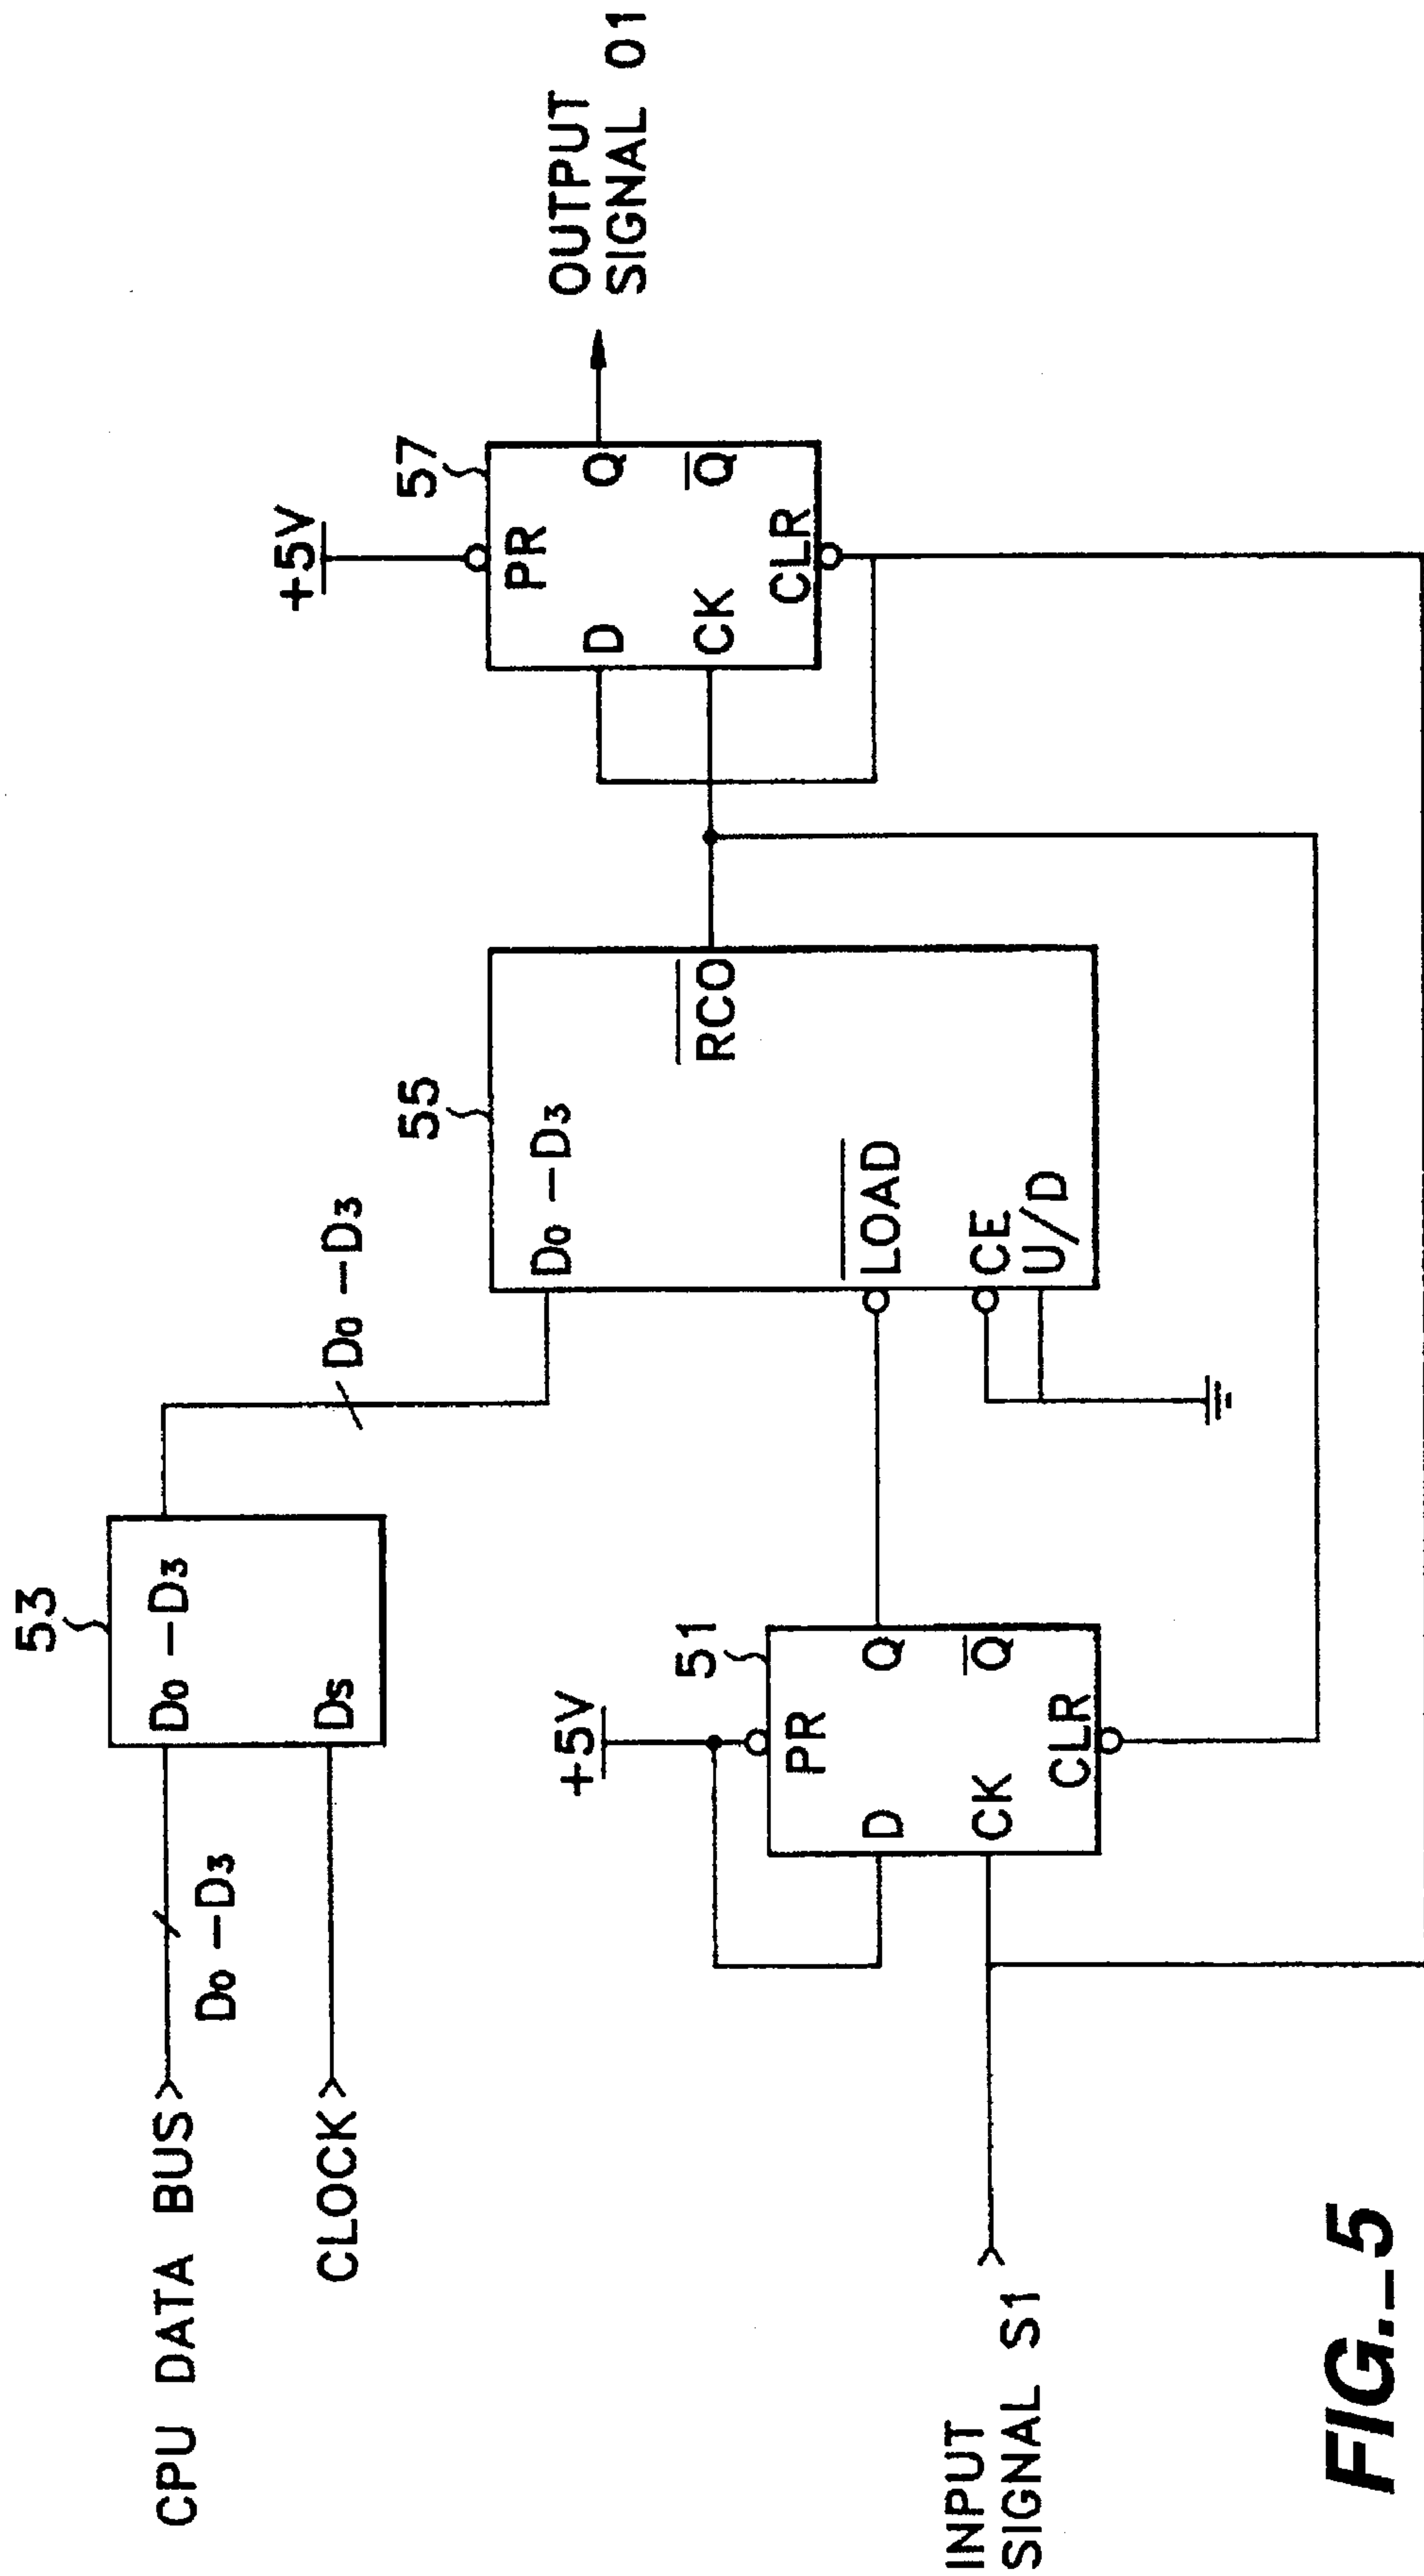 CPU DATA BUS
D0 –D3
CLOCK
53
D0 –D3
Ds
D0 –D3
55
D0 –D3
RCO
LOAD
CE
U/D
+5V
51
PR
D
Q
CK
Q
CLR
INPUT
SIGNAL S1
+5V
57
PR
D
Q
CK
Q
CLR
OUTPUT
SIGNAL 01
FIG._5